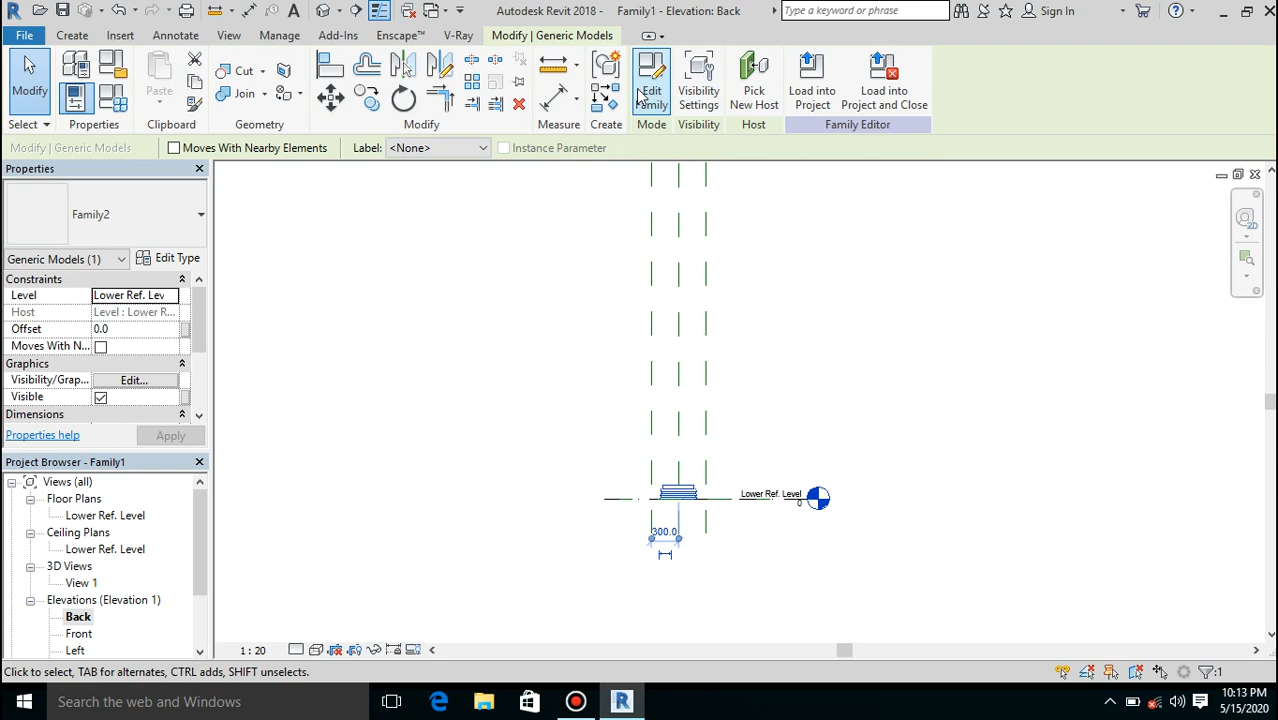 Autodesk Revit 2018 - Family1 - Elevation: Back
Type a keyword or phrase
Sign In
File Create Insert Annotate View Manage Add-Ins Enscape™ V-Ray Modify | Generic Models
Modify
Paste
Cut
Join
Edit Family
Visibility Settings
Pick New Host
Load into Project
Load into Project and Close
Select Properties Clipboard Geometry Modify Measure Create Mode Visibility Host Family Editor
Modify | Generic Models
Moves With Nearby Elements
Label: <None>
Instance Parameter
Properties
Family2
Generic Models (1)
Edit Type
Constraints
Level Lower Ref. Lev
Host Level : Lower R...
Offset 0.0
Moves With N...
Graphics
Visibility/Grap... Edit...
Visible
Dimensions
Properties help
Apply
Project Browser - Family1
Views (all)
Floor Plans
Lower Ref. Level
Ceiling Plans
Lower Ref. Level
3D Views
View 1
Elevations (Elevation 1)
Back
Front
Left
Lower Ref. Level
0
300.0
2D
1 : 20
Click to select, TAB for alternates, CTRL adds, SHIFT unselects.
:1
Search the web and Windows
10:13 PM
5/15/2020